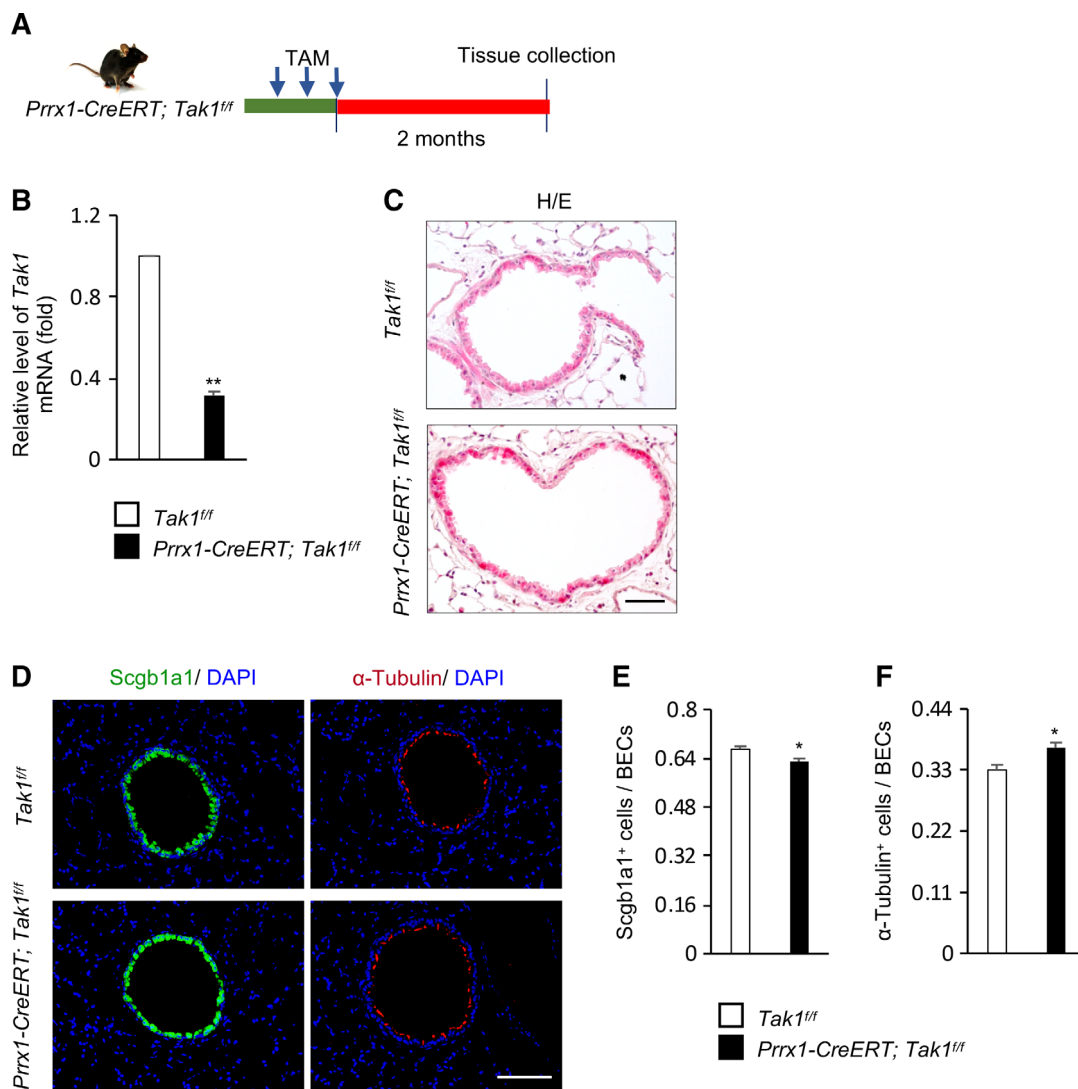 A
TAM
Tissue collection
Prrx1-CreERT; Tak1f/f
2 months
B
Relative level of Tak1
mRNA (fold)
1.2
0.8
0.4
0
**
Tak1f/f
Prrx1-CreERT; Tak1f/f
C
H/E
Tak1f/f
Prrx1-CreERT; Tak1f/f
D
Scgb1a1/ DAPI
α-Tubulin/ DAPI
Tak1f/f
Prrx1-CreERT; Tak1f/f
E
Scgb1a1+ cells / BECs
0.8
0.64
0.48
0.32
0.16
0
*
F
α-Tubulin+ cells / BECs
0.44
0.33
0.22
0.11
0
*
Tak1f/f
Prrx1-CreERT; Tak1f/f